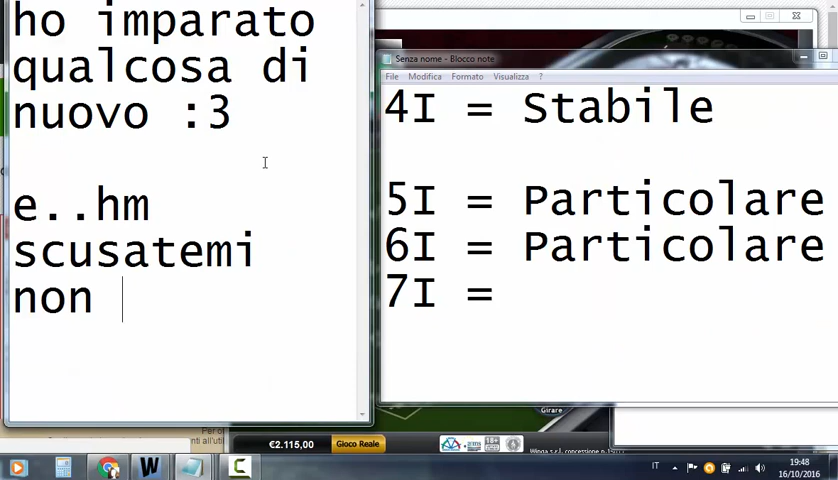 ho imparato
qualcosa di
nuovo :3
e..hm
scusatemi
non
Senza nome - Blocco note
File Modifica Formato Visualizza ?
4I = Stabile
5I = Particolare
6I = Particolare
7I =
Girare
€2.115,00
Gioco Reale
18+
IT
19:48
16/10/2016